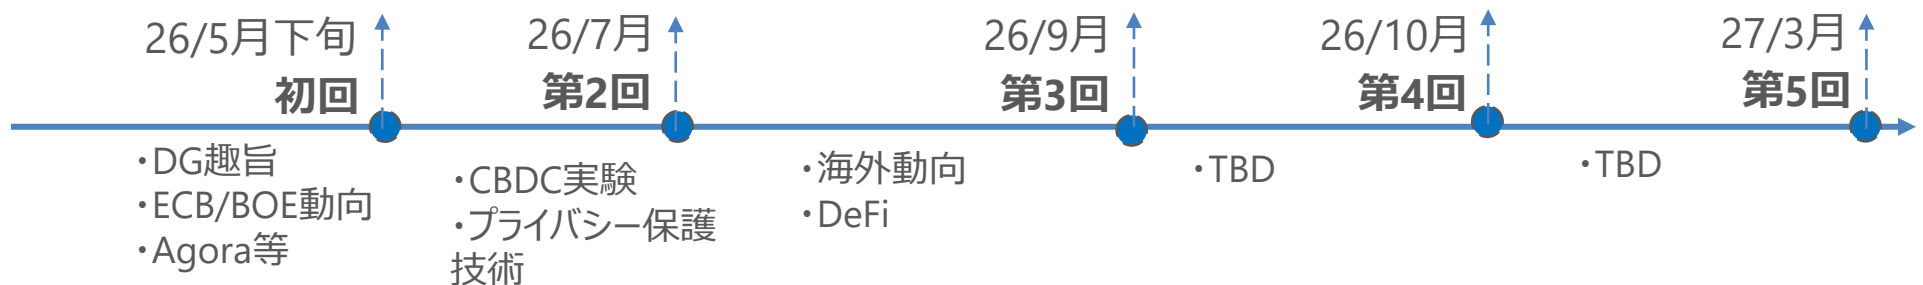 26/5月下旬
初回
・DG趣旨
・ECB/BOE動向
・Agora等
26/7月
第2回
・CBDC実験
・プライバシー保護
技術
26/9月
第3回
・海外動向
・DeFi
26/10月
第4回
・TBD
27/3月
第5回
・TBD